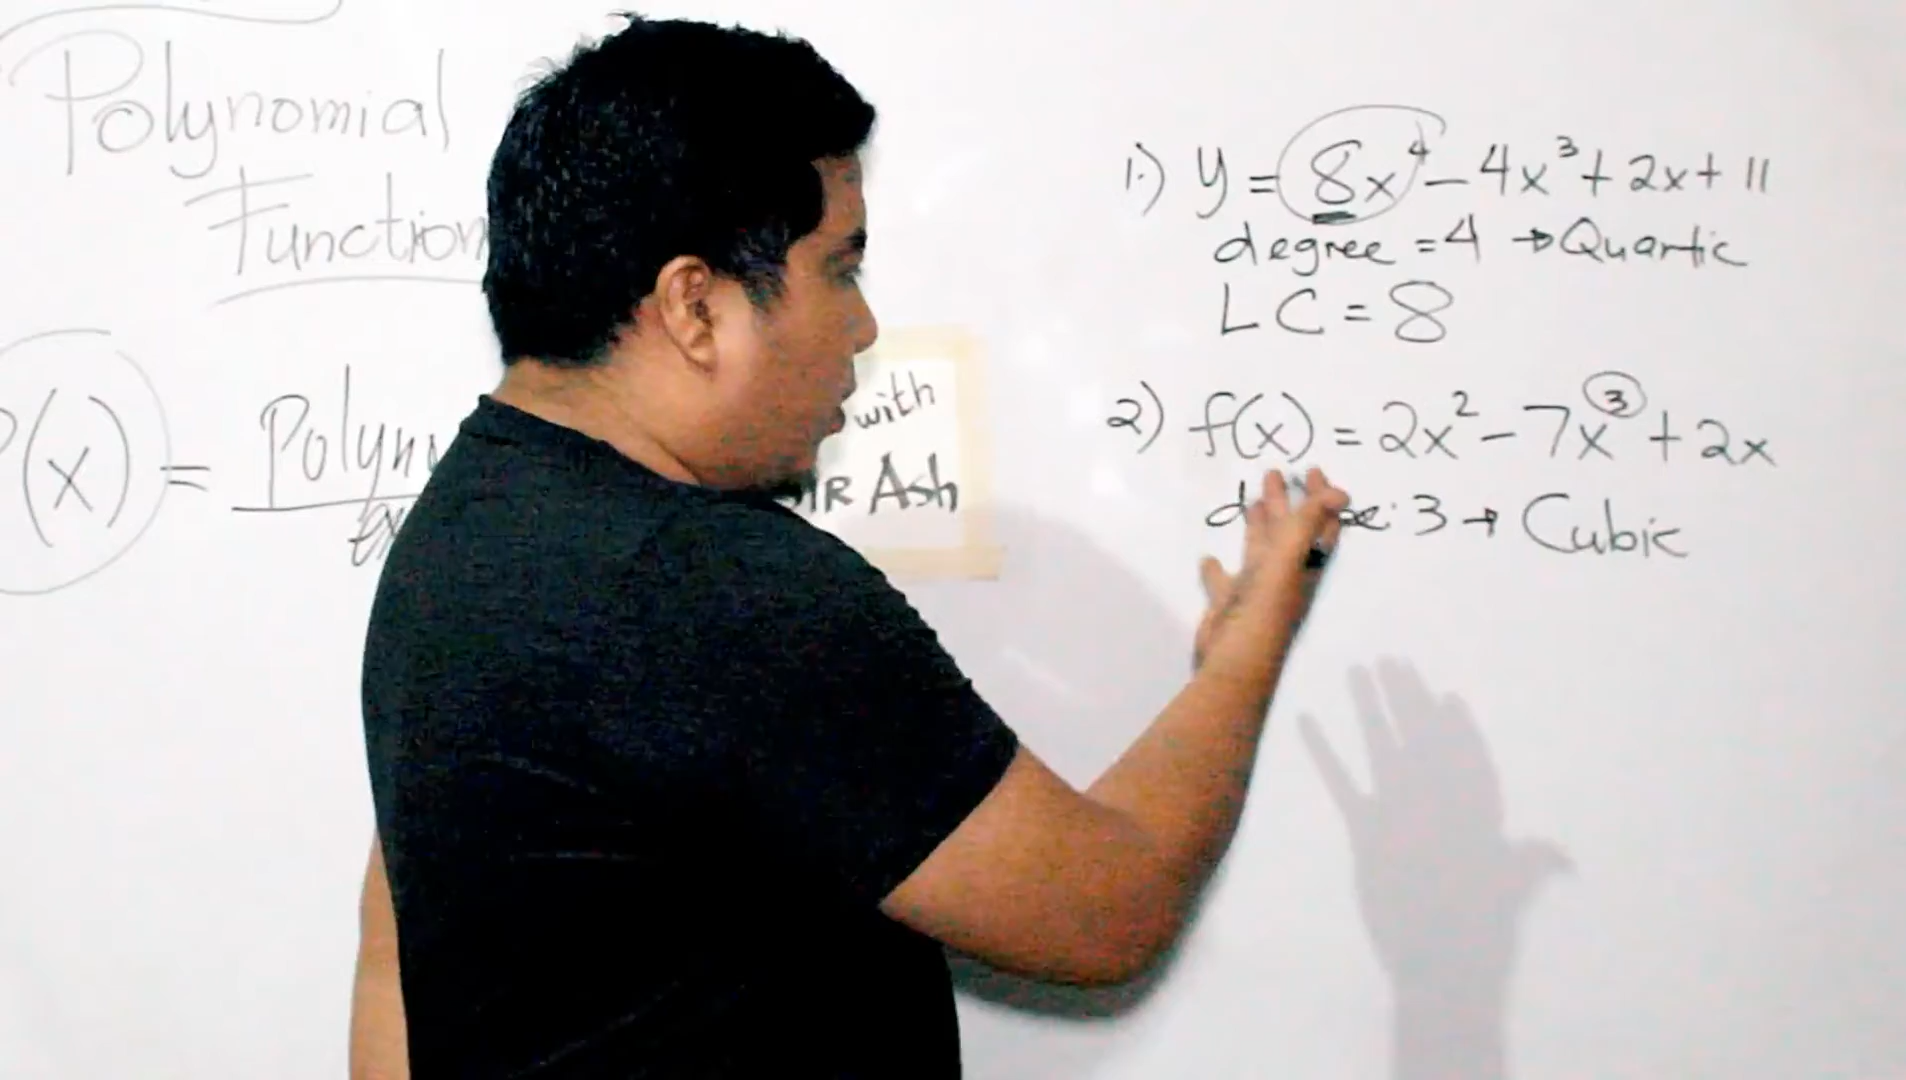 Polynomial
Function
P(x) = Polyn
with
SIR Ash
1.) y = 8x⁴ - 4x³ + 2x + 11
degree = 4 → Quartic
LC = 8
2) f(x) = 2x² - 7x³ + 2x
3 → Cubic